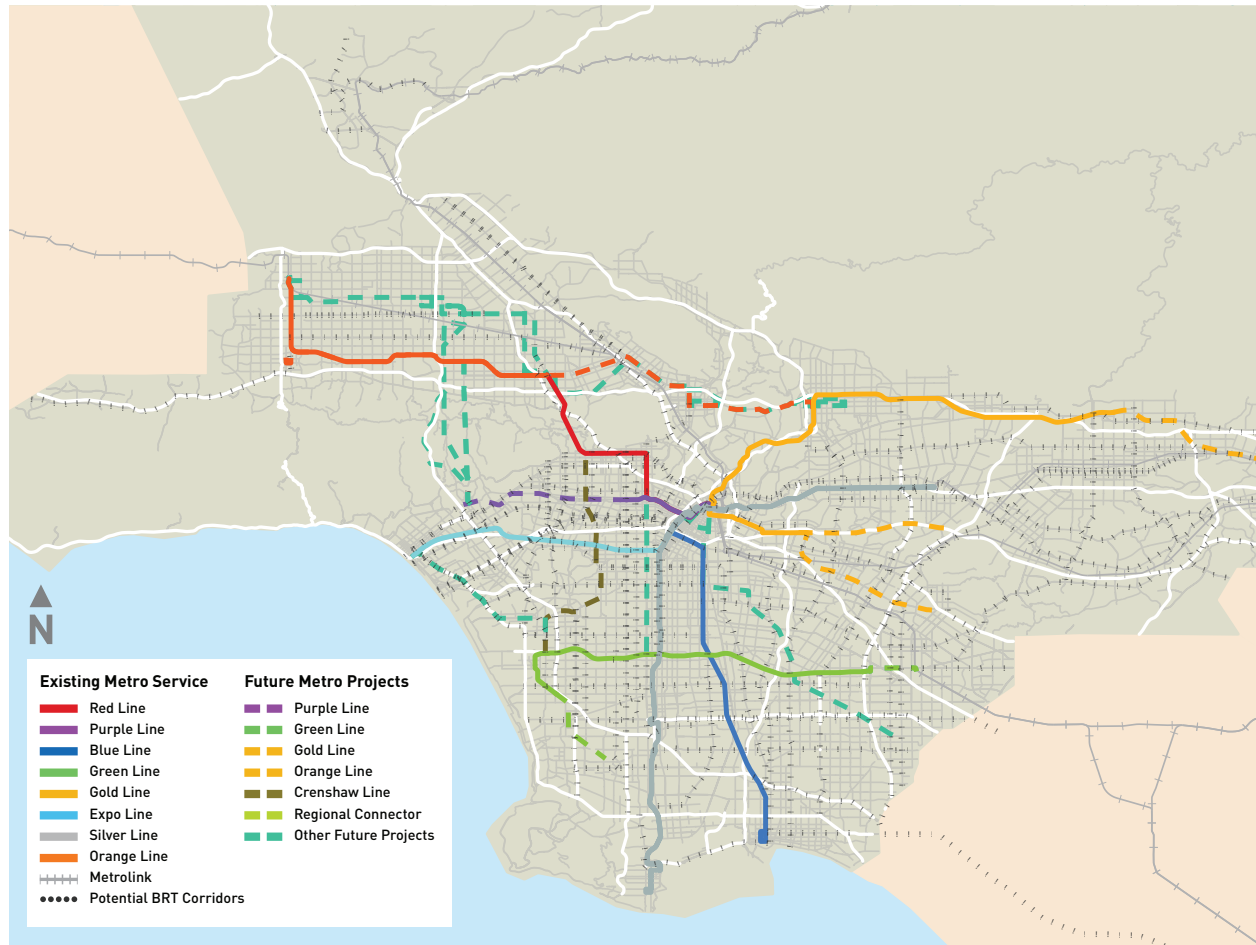 N
Existing Metro Service
Red Line
Purple Line
Blue Line
Green Line
Gold Line
Expo Line
Silver Line
Orange Line
Metrolink
Potential BRT Corridors
Future Metro Projects
Purple Line
Green Line
Gold Line
Orange Line
Crenshaw Line
Regional Connector
Other Future Projects